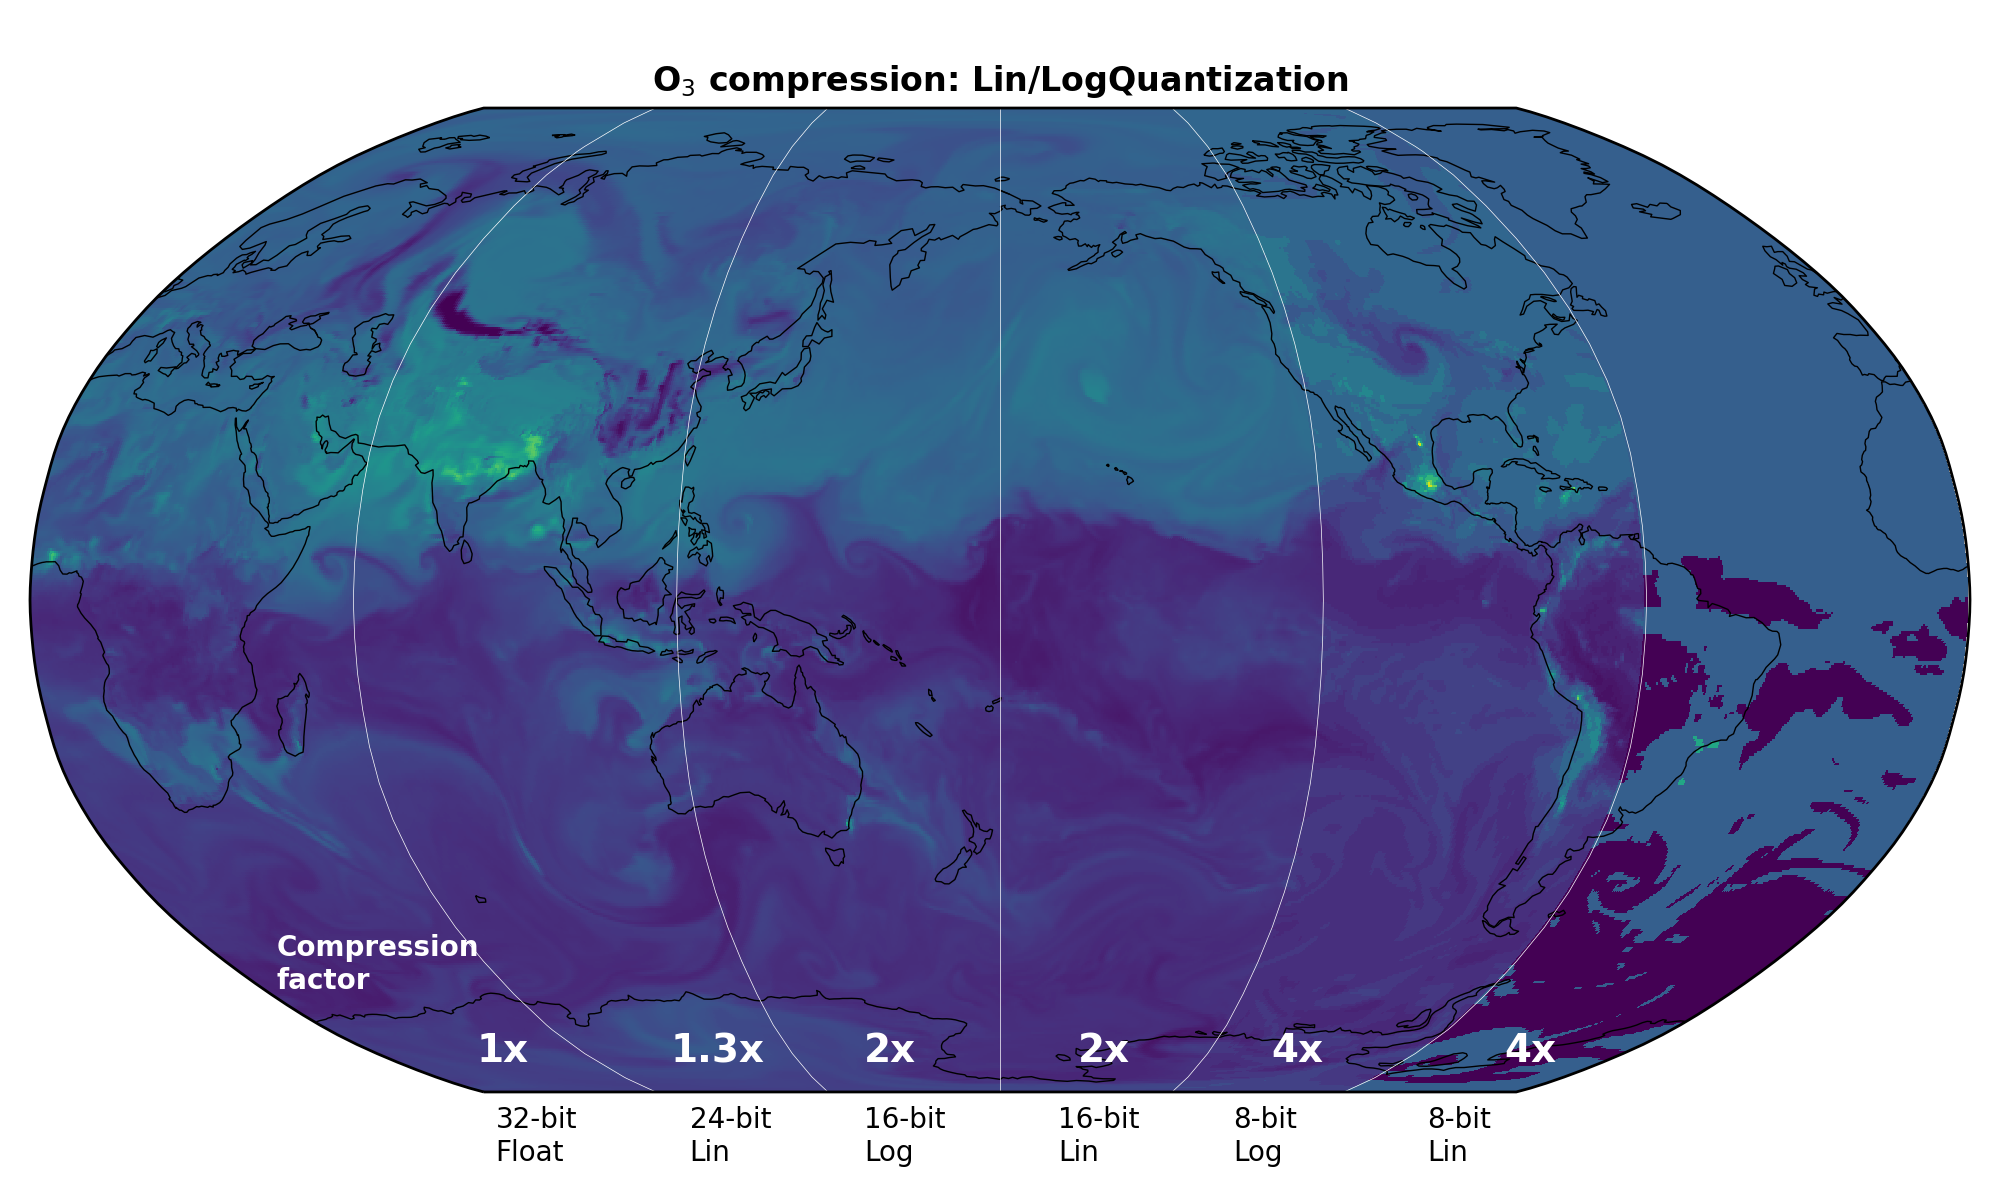 O₃ compression: Lin/LogQuantization
Compression
factor
1x 1.3x 2x 2x 4x 4x
32-bit 24-bit 16-bit 16-bit 8-bit 8-bit
Float Lin Log Lin Log Lin